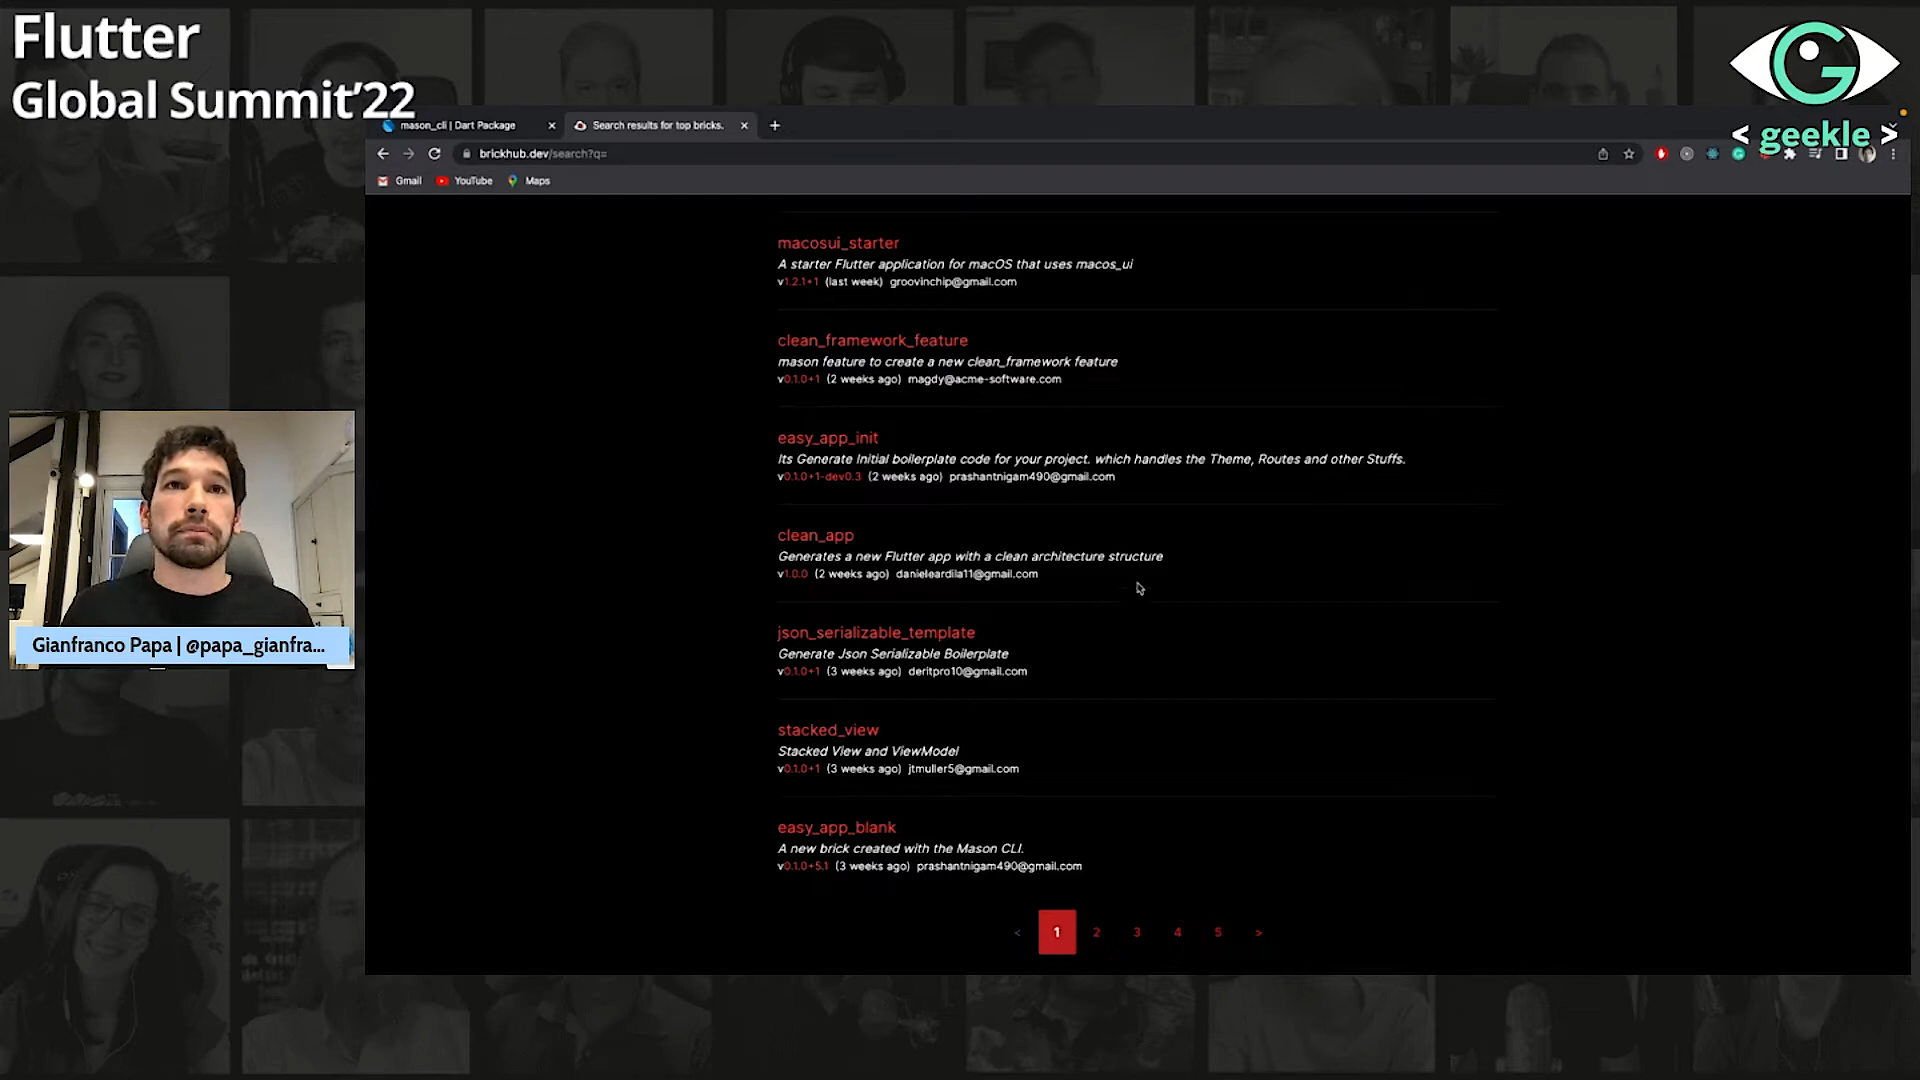 Flutter
Global Summit’22
< geekle >
mason_cli | Dart Package
Search results for top bricks.
brickhub.dev/search?q=
Gmail
YouTube
Maps
macosui_starter
A starter Flutter application for macOS that uses macos_ui
v1.2.1+1 (last week) groovinchip@gmail.com
clean_framework_feature
mason feature to create a new clean_framework feature
v0.1.0+1 (2 weeks ago) magdy@acme-software.com
easy_app_init
Its Generate Initial boilerplate code for your project. which handles the Theme, Routes and other Stuffs.
v0.1.0+1-dev0.3 (2 weeks ago) prashantnigam490@gmail.com
clean_app
Generates a new Flutter app with a clean architecture structure
v1.0.0 (2 weeks ago) danieleardila11@gmail.com
json_serializable_template
Generate Json Serializable Boilerplate
v0.1.0+1 (3 weeks ago) deritpro10@gmail.com
stacked_view
Stacked View and ViewModel
v0.1.0+1 (3 weeks ago) jtmuller5@gmail.com
easy_app_blank
A new brick created with the Mason CLI.
v0.1.0+5.1 (3 weeks ago) prashantnigam490@gmail.com
< 1 2 3 4 5 >
Gianfranco Papa | @papa_gianfra...